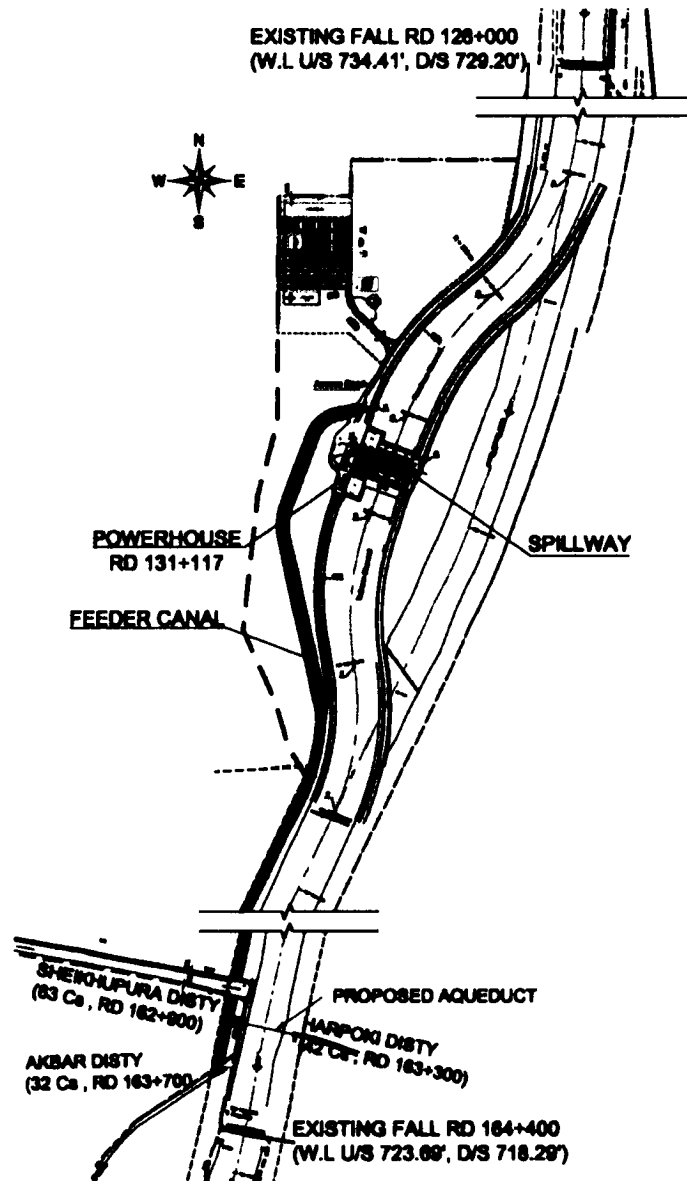 EXISTING FALL RD 126+000
(W.L U/S 734.41', D/S 729.20')
N
W E
S
POWERHOUSE
RD 131+117
SPILLWAY
FEEDER CANAL
SHEIKHUPURA DISTY
(63 Cs, RD 162+900)
PROPOSED AQUEDUCT
HARPOKI DISTY
(42 Cs, RD 163+300)
AKBAR DISTY
(32 Cs, RD 163+700
EXISTING FALL RD 164+400
(W.L U/S 723.69', D/S 718.29')